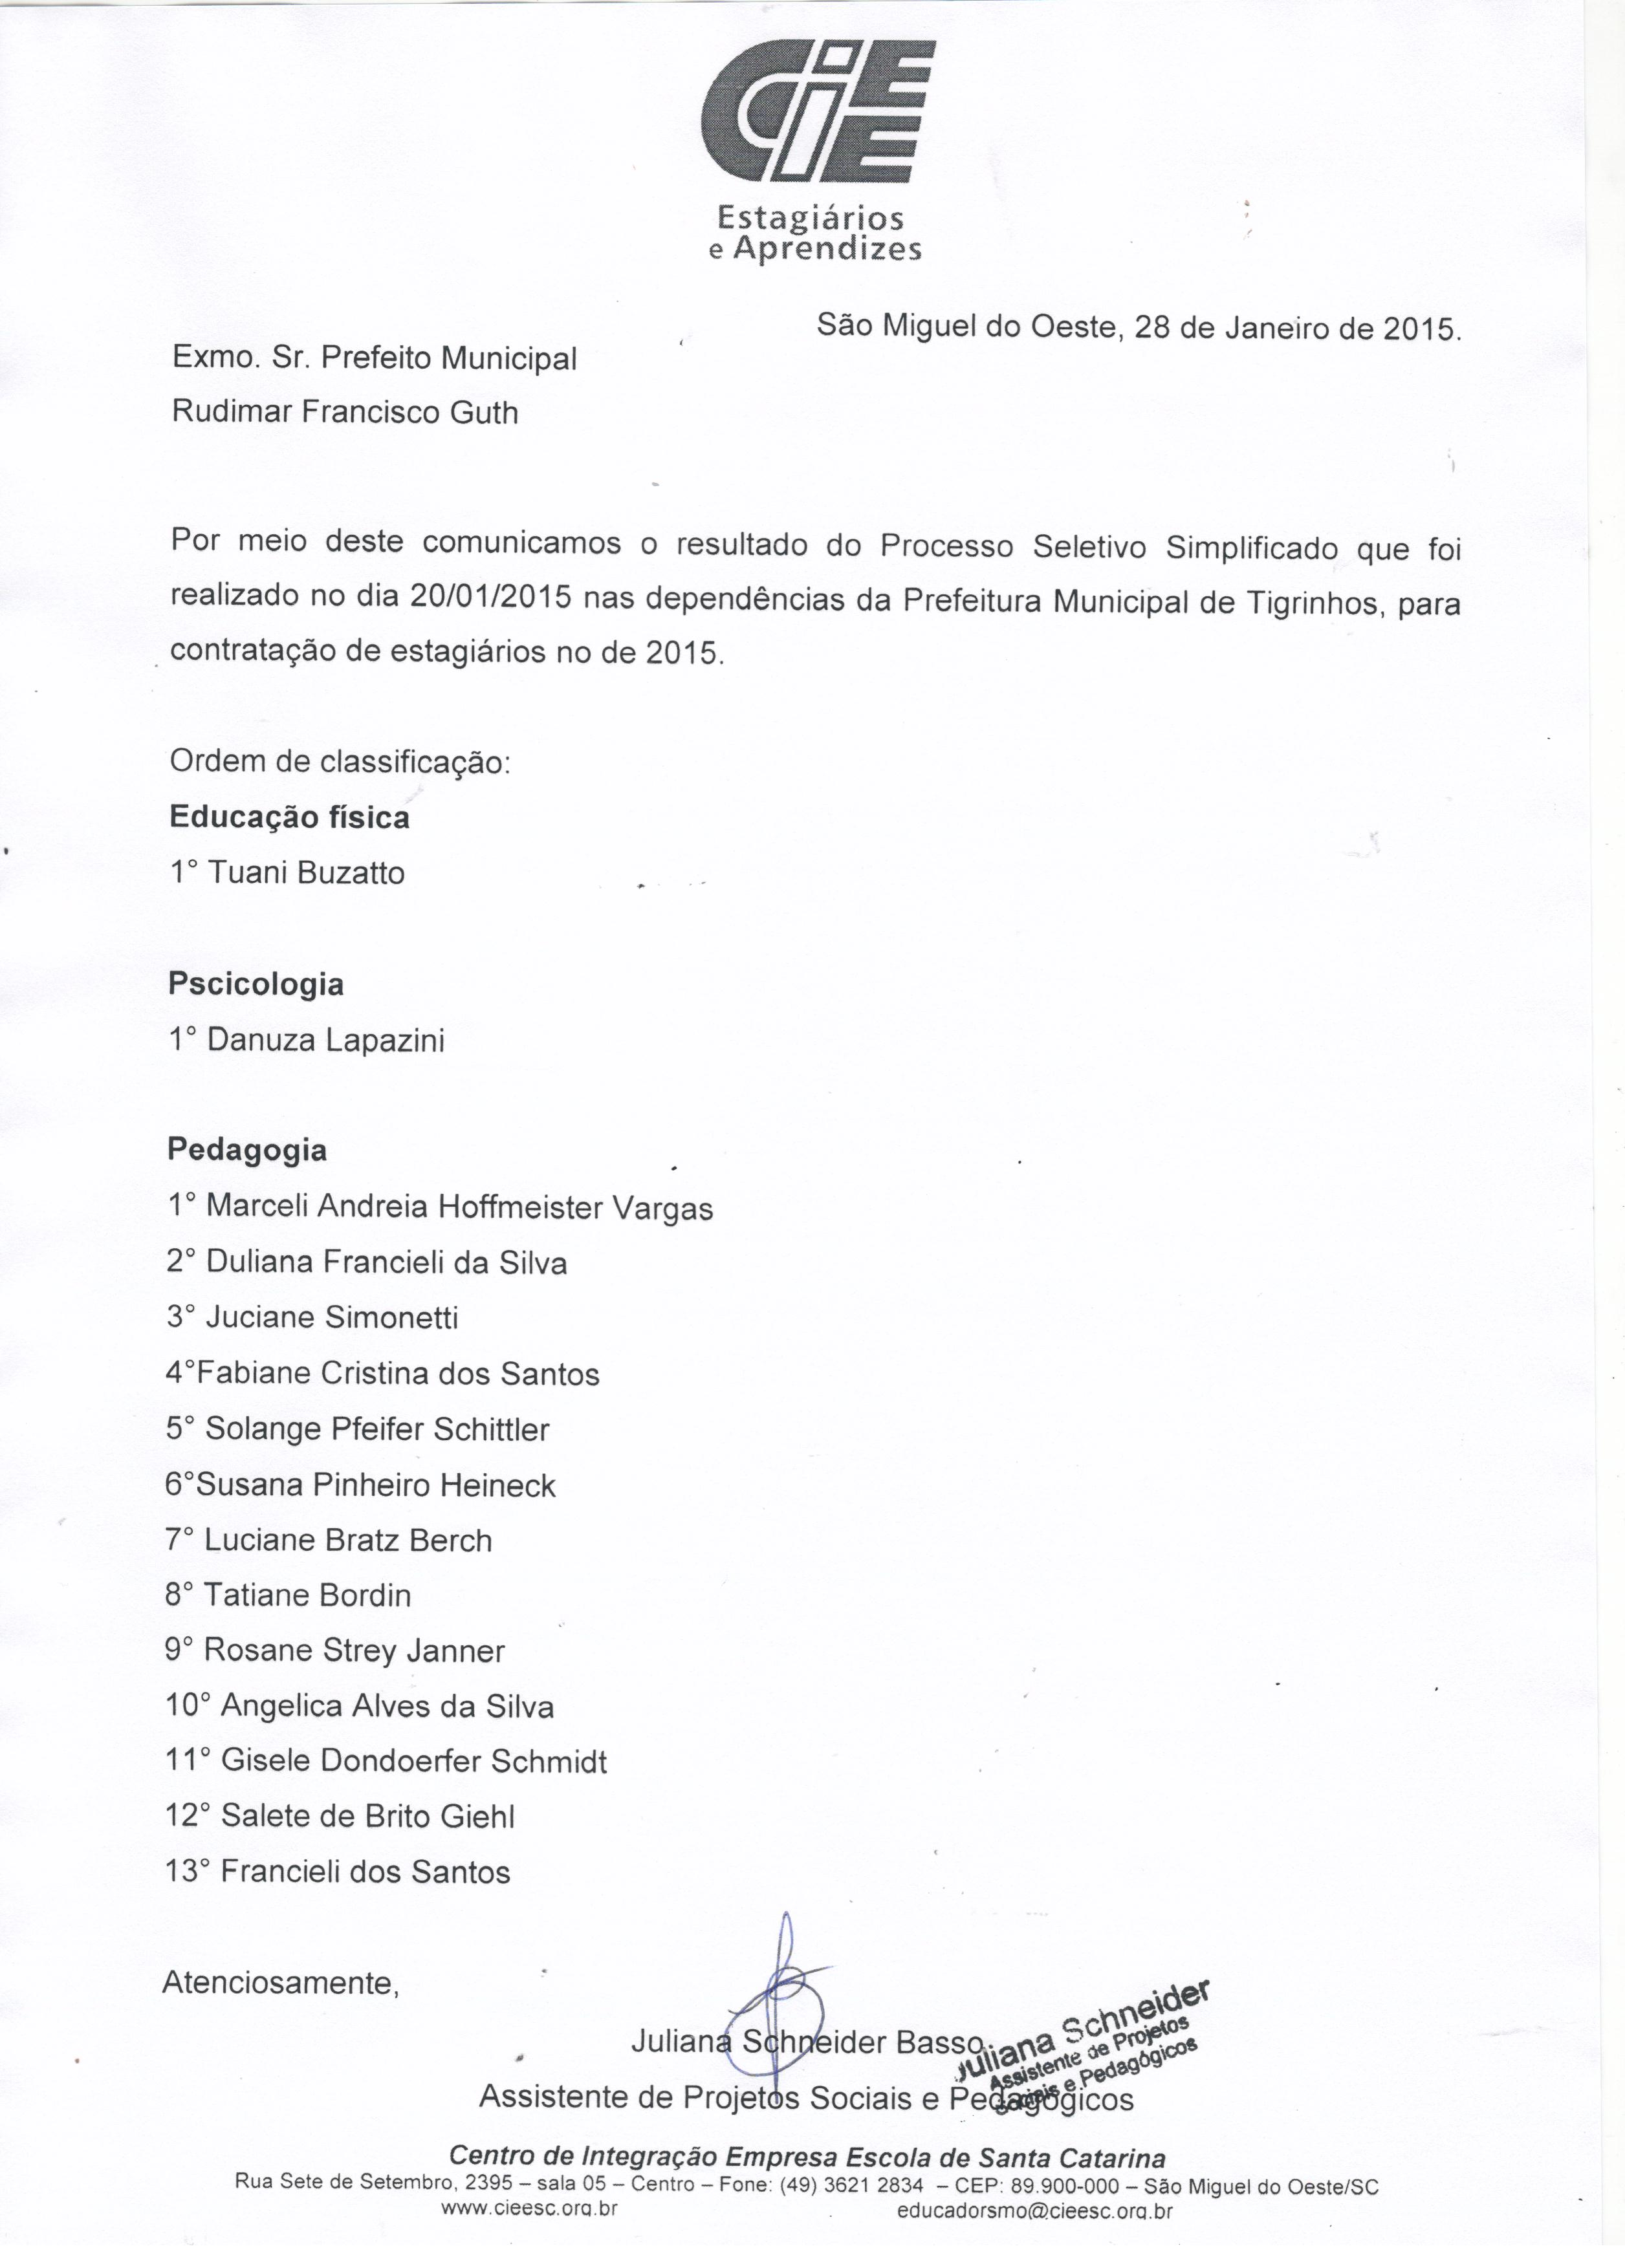 CIEE
Estagiários
e Aprendizes
São Miguel do Oeste, 28 de Janeiro de 2015.
Exmo. Sr. Prefeito Municipal
Rudimar Francisco Guth
Por meio deste comunicamos o resultado do Processo Seletivo Simplificado que foi
realizado no dia 20/01/2015 nas dependências da Prefeitura Municipal de Tigrinhos, para
contratação de estagiários no de 2015.
Ordem de classificação:
Educação física
1° Tuani Buzatto
Pscicologia
1° Danuza Lapazini
Pedagogia
1° Marceli Andreia Hoffmeister Vargas
2° Duliana Francieli da Silva
3° Juciane Simonetti
4°Fabiane Cristina dos Santos
5° Solange Pfeifer Schittler
6°Susana Pinheiro Heineck
7° Luciane Bratz Berch
8° Tatiane Bordin
9° Rosane Strey Janner
10° Angelica Alves da Silva
11° Gisele Dondoerfer Schmidt
12° Salete de Brito Giehl
13° Francieli dos Santos
Atenciosamente,
Juliana Schneider Basso
Assistente de Projetos Sociais e Pedagógicos
Juliana Schneider
Assistente de Projetos
Sociais e Pedagógicos
Centro de Integração Empresa Escola de Santa Catarina
Rua Sete de Setembro, 2395 – sala 05 – Centro – Fone: (49) 3621 2834 – CEP: 89.900-000 – São Miguel do Oeste/SC
www.cieesc.org.br educadorsmo@cieesc.org.br